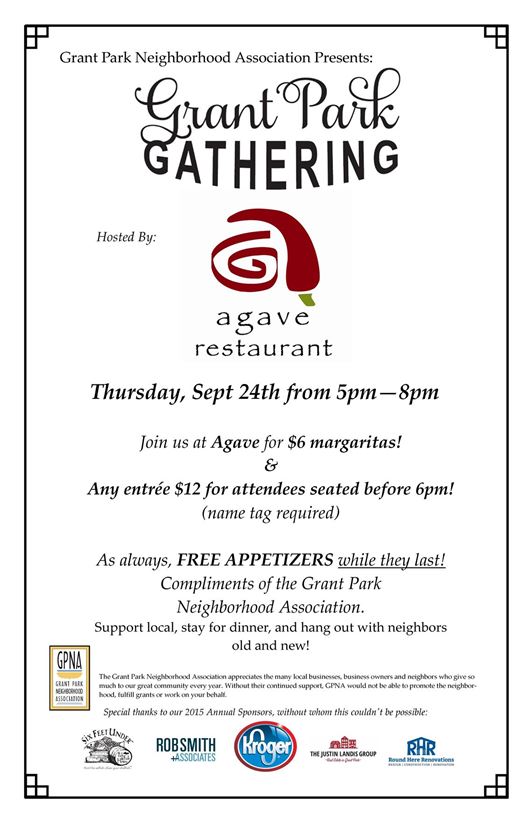 Grant Park Neighborhood Association Presents:
Grant Park
GATHERING
Hosted By:
agave
restaurant
Thursday, Sept 24th from 5pm—8pm
Join us at Agave for $6 margaritas!
&
Any entrée $12 for attendees seated before 6pm!
(name tag required)
As always, FREE APPETIZERS while they last!
Compliments of the Grant Park
Neighborhood Association.
Support local, stay for dinner, and hang out with neighbors
old and new!
GPNA
GRANT PARK
NEIGHBORHOOD
ASSOCIATION
The Grant Park Neighborhood Association appreciates the many local businesses, business owners and neighbors who give so
much to our great community every year. Without their continued support, GPNA would not be able to promote the neighbor-
hood, fulfill grants or work on your behalf.
Special thanks to our 2015 Annual Sponsors, without whom this couldn't be possible:
SIX FEET UNDER
ROB SMITH
+ASSOCIATES
Kroger
THE JUSTIN LANDIS GROUP
RHR
Round Here Renovations